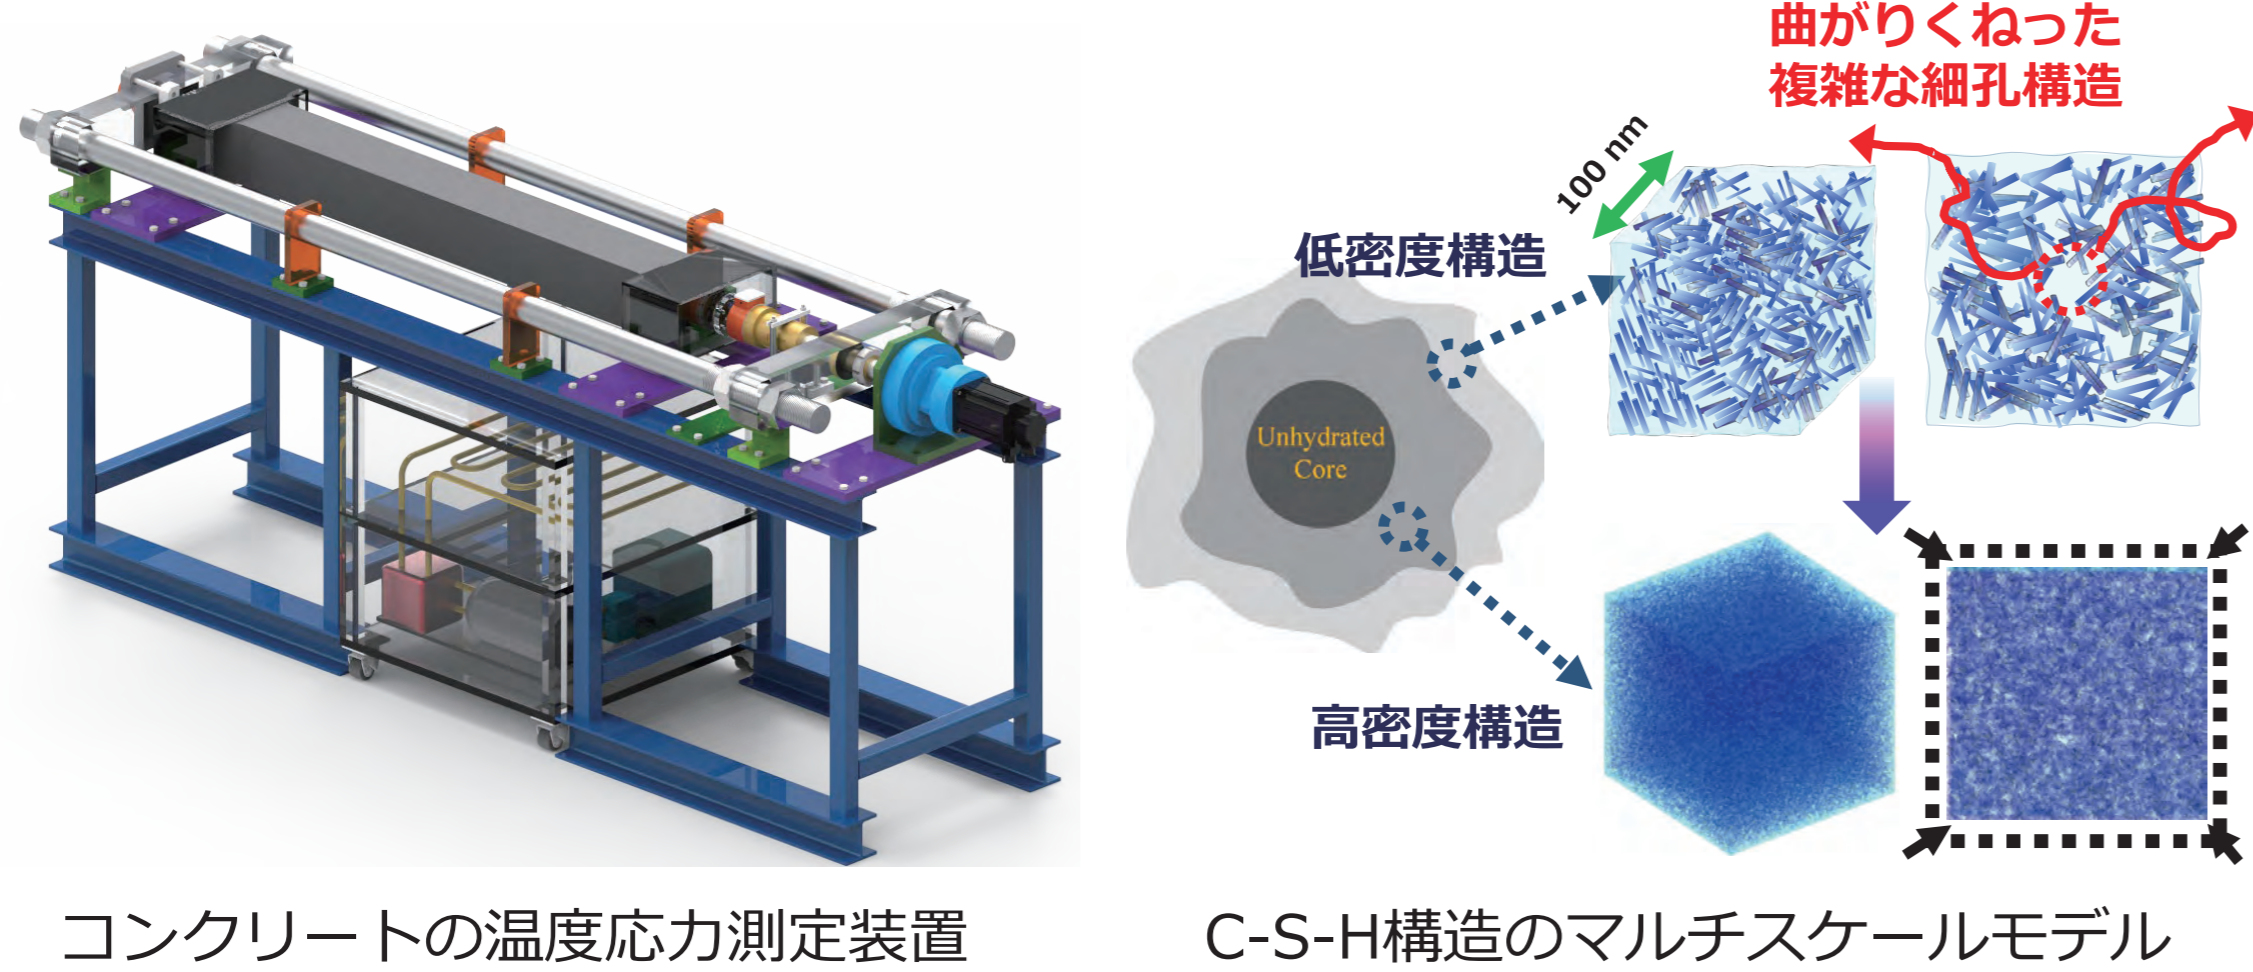 曲がりくねった
複雑な細孔構造
100 nm
低密度構造
Unhydrated
Core
高密度構造
コンクリートの温度応力測定装置
C-S-H構造のマルチスケールモデル